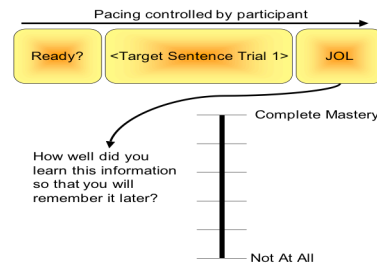 Pacing controlled by participant
Ready?
<Target Sentence Trial 1>
JOL
Complete Mastery
How well did you
learn this information
so that you will
remember it later?
Not At All